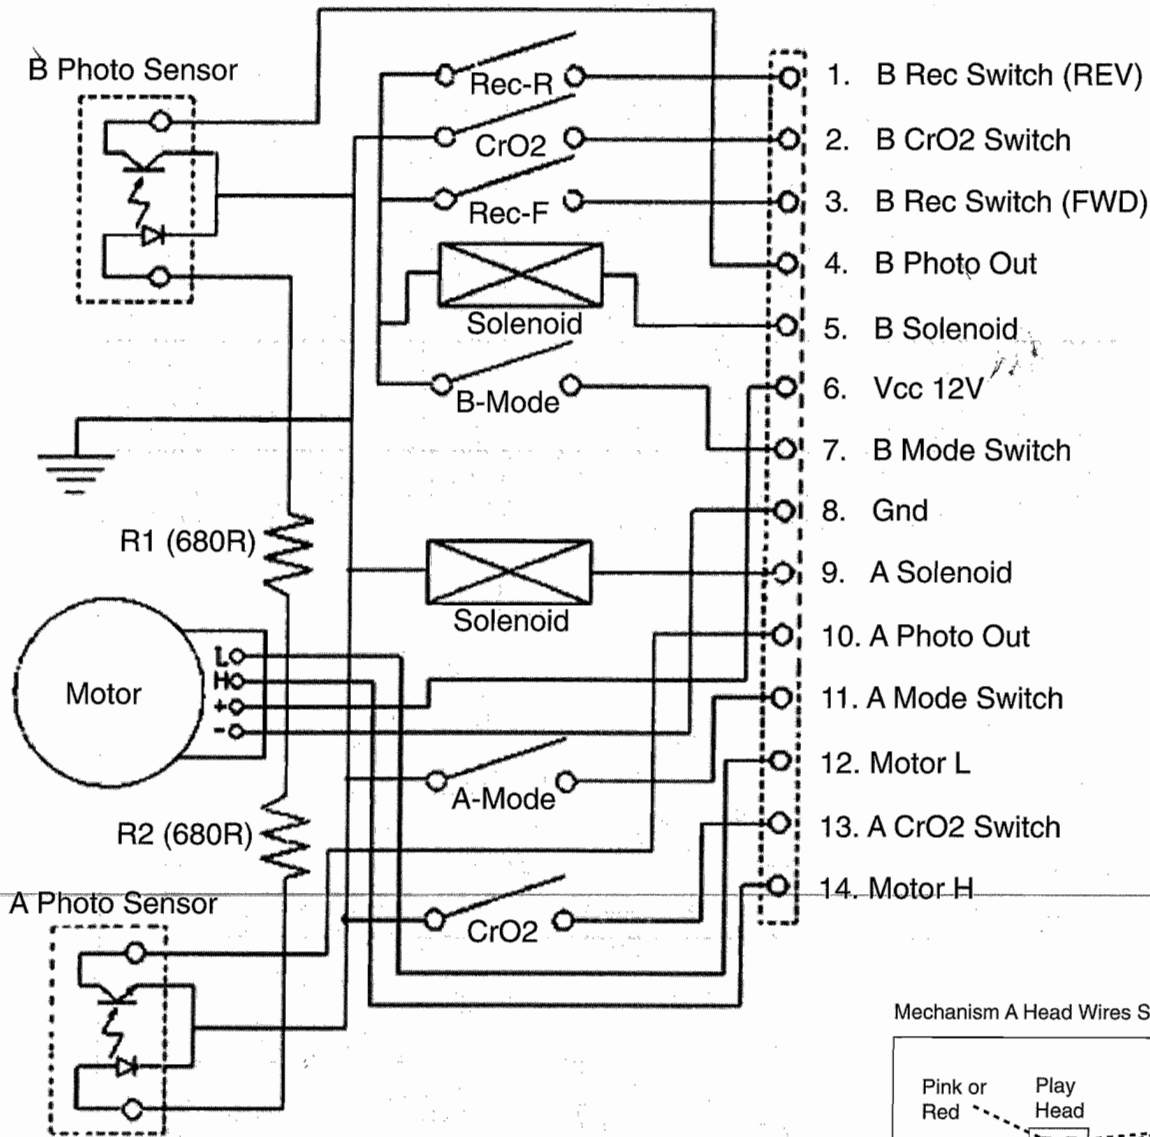 B Photo Sensor
Rec-R
CrO2
Rec-F
Solenoid
B-Mode
R1 (680R)
Solenoid
Motor
L
H
+
-
A-Mode
R2 (680R)
CrO2
A Photo Sensor
1. B Rec Switch (REV)
2. B CrO2 Switch
3. B Rec Switch (FWD)
4. B Photo Out
5. B Solenoid
6. Vcc 12V
7. B Mode Switch
8. Gnd
9. A Solenoid
10. A Photo Out
11. A Mode Switch
12. Motor L
13. A CrO2 Switch
14. Motor H
Mechanism A Head Wires S
Pink or
Red
Play
Head